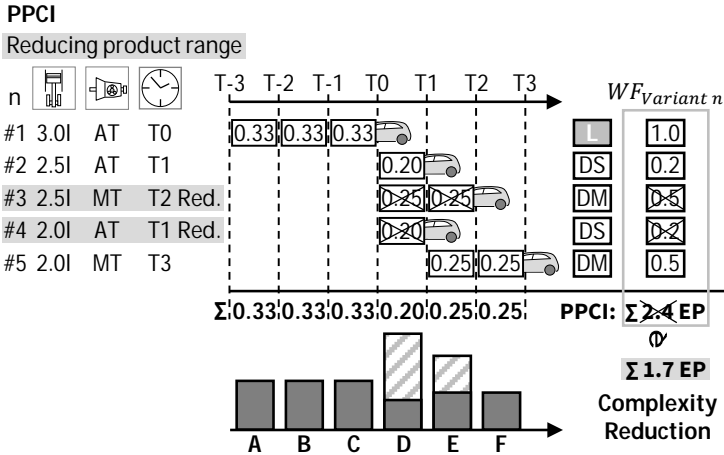 PPCI
Reducing product range
T-3 T-2 T-1 T0 T1 T2 T3
n
WF Variant n
#1 3.0l AT T0 0.33 0.33 0.33 L 1.0
#2 2.5l AT T1 0.20 DS 0.2
#3 2.5l MT T2 Red. 0.25 0.25 DM 0.5
#4 2.0l AT T1 Red. 0.20 DS 0.2
#5 2.0l MT T3 0.25 0.25 DM 0.5
Σ 0.33 0.33 0.33 0.20 0.25 0.25 PPCI: Σ 2.4 EP
Σ 1.7 EP
Complexity
Reduction
A B C D E F